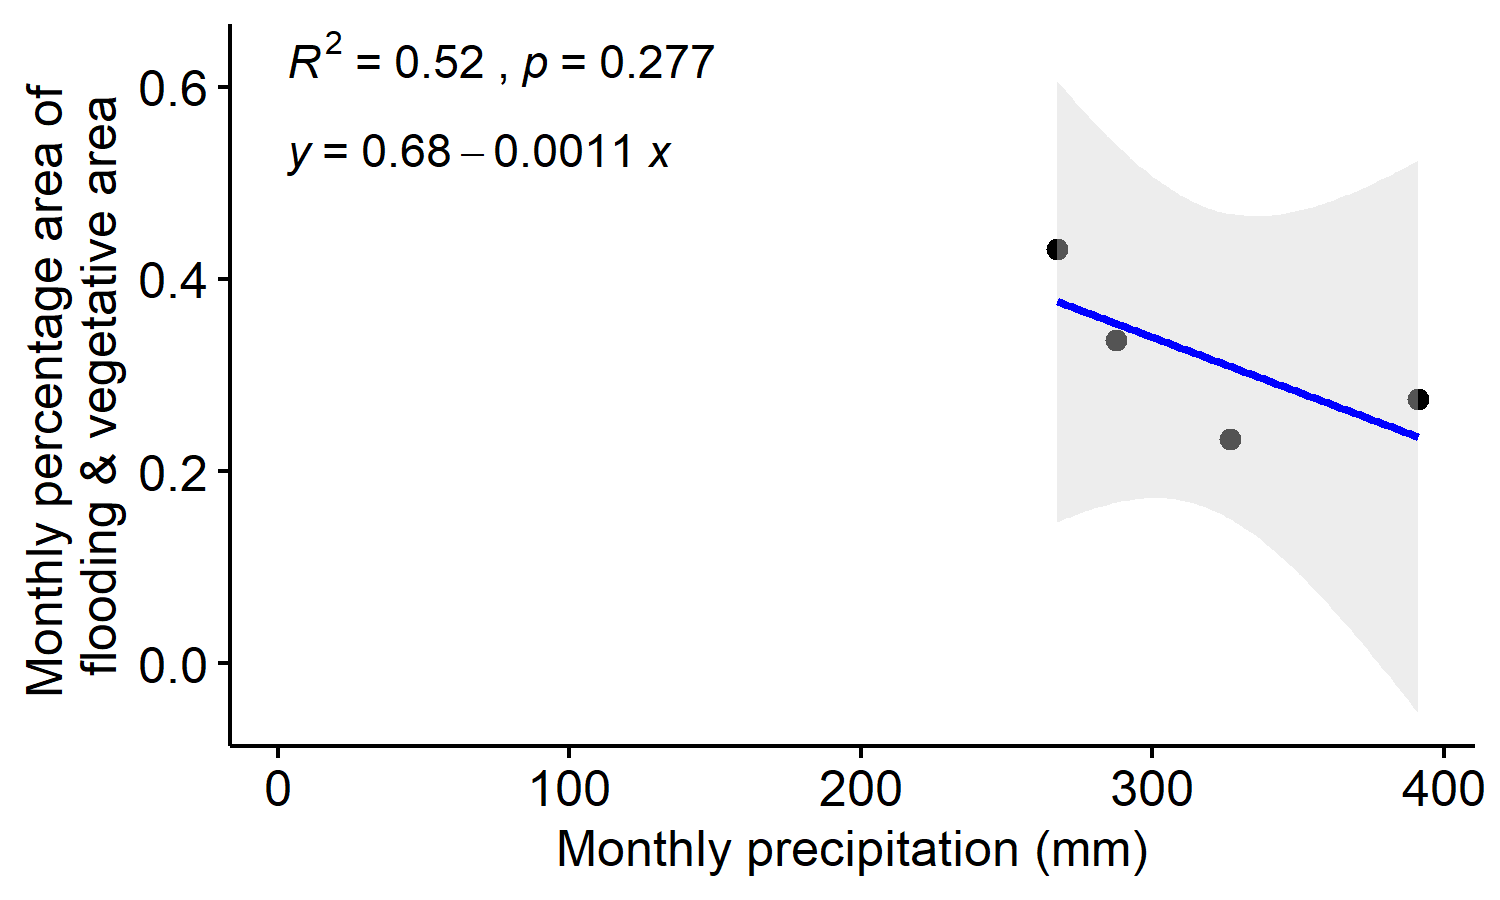 R² = 0.52 , p = 0.277
y = 0.68 – 0.0011 x
Monthly percentage area of
flooding & vegetative area
0.6
0.4
0.2
0.0
0 100 200 300 400
Monthly precipitation (mm)